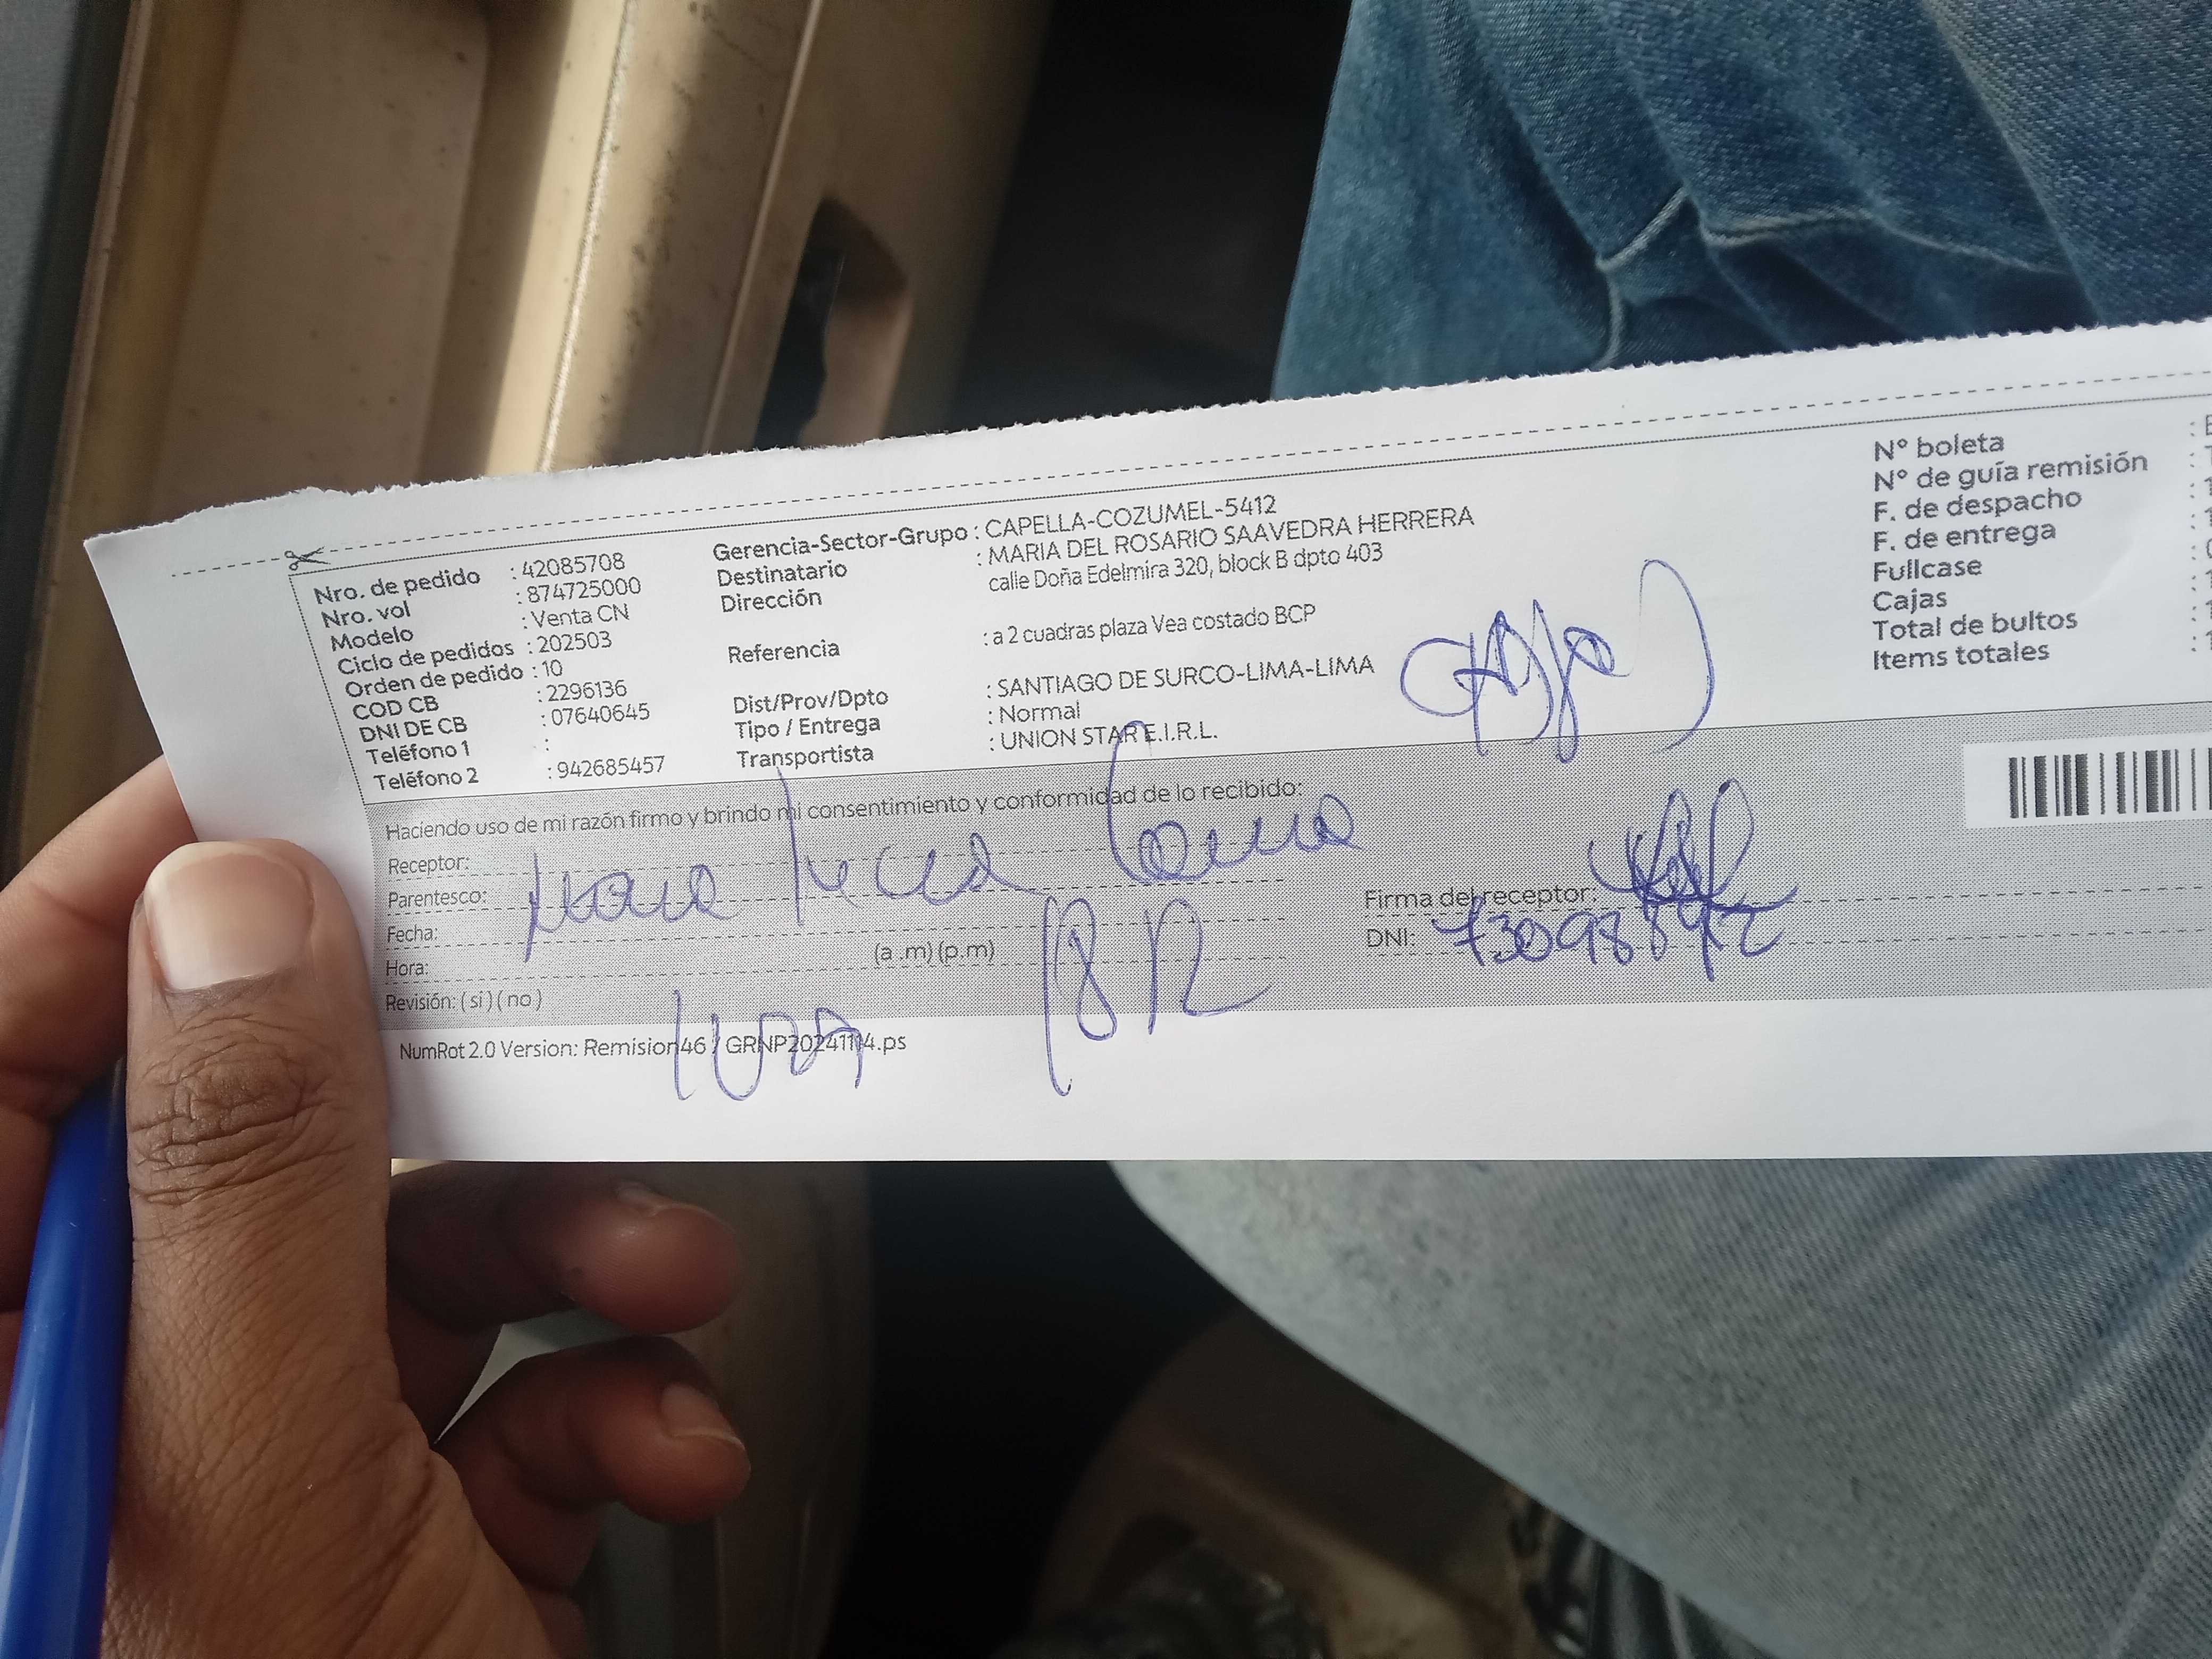 Nro. de pedido : 42085708
Nro. vol : 874725000
Modelo : Venta CN
Ciclo de pedidos : 202503
Orden de pedido : 10
COD CB : 2296136
DNI DE CB : 07640645
Teléfono 1 :
Teléfono 2 : 942685457
Gerencia-Sector-Grupo : CAPELLA-COZUMEL-5412
Destinatario : MARIA DEL ROSARIO SAAVEDRA HERRERA
Dirección calle Doña Edelmira 320, block B dpto 403
Referencia : a 2 cuadras plaza Vea costado BCP
Dist/Prov/Dpto : SANTIAGO DE SURCO-LIMA-LIMA
Tipo / Entrega : Normal
Transportista : UNION STAR E.I.R.L.
N° boleta :
N° de guía remisión :
F. de despacho :
F. de entrega :
Fullcase :
Cajas :
Total de bultos :
Items totales :
Haciendo uso de mi razón firmo y brindo mi consentimiento y conformidad de lo recibido:
Receptor:
Parentesco:
Fecha:
Hora: (a .m) (p.m)
Revisión: ( si ) ( no )
Firma del receptor:
DNI:
NumRot 2.0 Version: Remision46 / GRNP20241114.ps